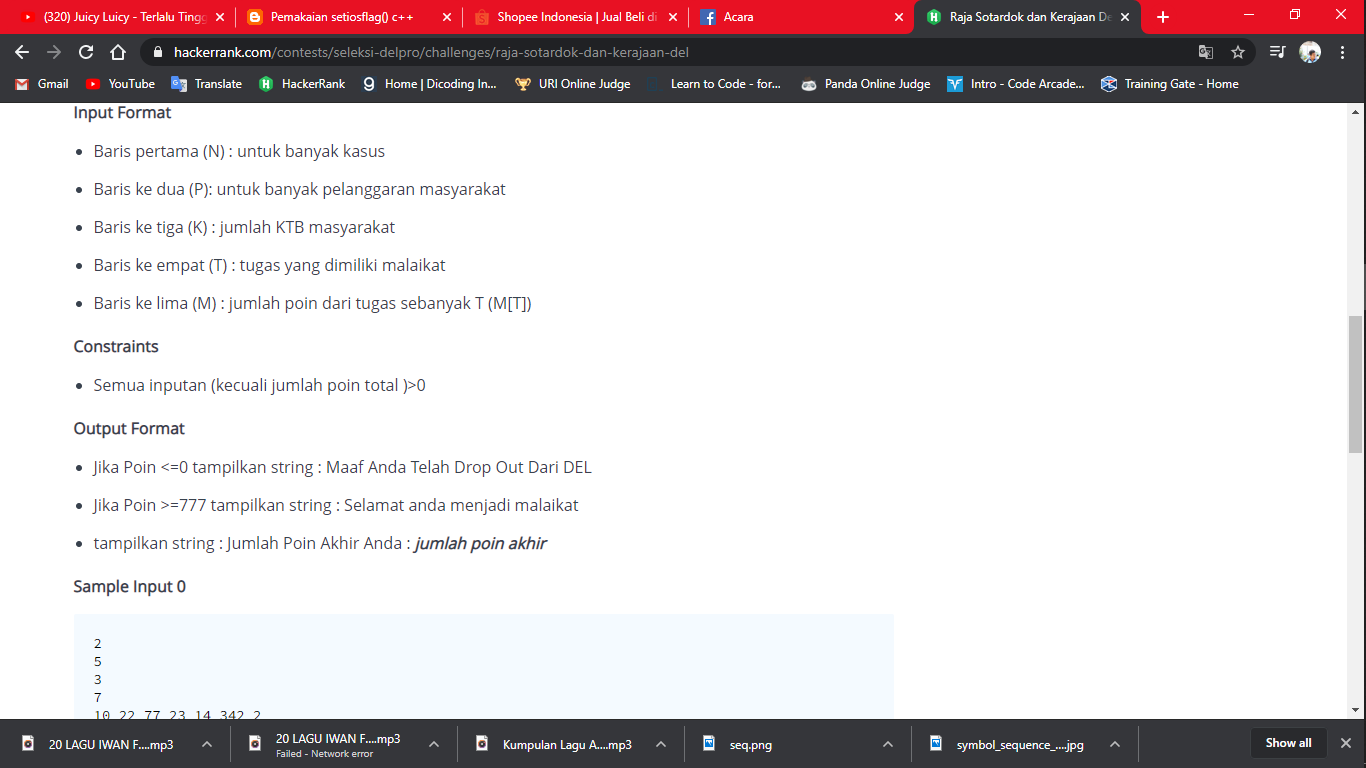 (320) Juicy Luicy - Terlalu Tingg
Pemakaian setiosflag() c++
Shopee Indonesia | Jual Beli di
Acara
Raja Sotardok dan Kerajaan De
hackerrank.com/contests/seleksi-delpro/challenges/raja-sotardok-dan-kerajaan-del
Gmail
YouTube
Translate
HackerRank
Home | Dicoding In...
URI Online Judge
Learn to Code - for...
Panda Online Judge
Intro - Code Arcade...
Training Gate - Home
Input Format
• Baris pertama (N) : untuk banyak kasus
• Baris ke dua (P): untuk banyak pelanggaran masyarakat
• Baris ke tiga (K) : jumlah KTB masyarakat
• Baris ke empat (T) : tugas yang dimiliki malaikat
• Baris ke lima (M) : jumlah poin dari tugas sebanyak T (M[T])
Constraints
• Semua inputan (kecuali jumlah poin total )>0
Output Format
• Jika Poin <=0 tampilkan string : Maaf Anda Telah Drop Out Dari DEL
• Jika Poin >=777 tampilkan string : Selamat anda menjadi malaikat
• tampilkan string : Jumlah Poin Akhir Anda : jumlah poin akhir
Sample Input 0
2
5
3
7
10 22 77 23 14 342 2
20 LAGU IWAN F....mp3
20 LAGU IWAN F....mp3
Failed - Network error
Kumpulan Lagu A....mp3
seq.png
symbol_sequence_....jpg
Show all